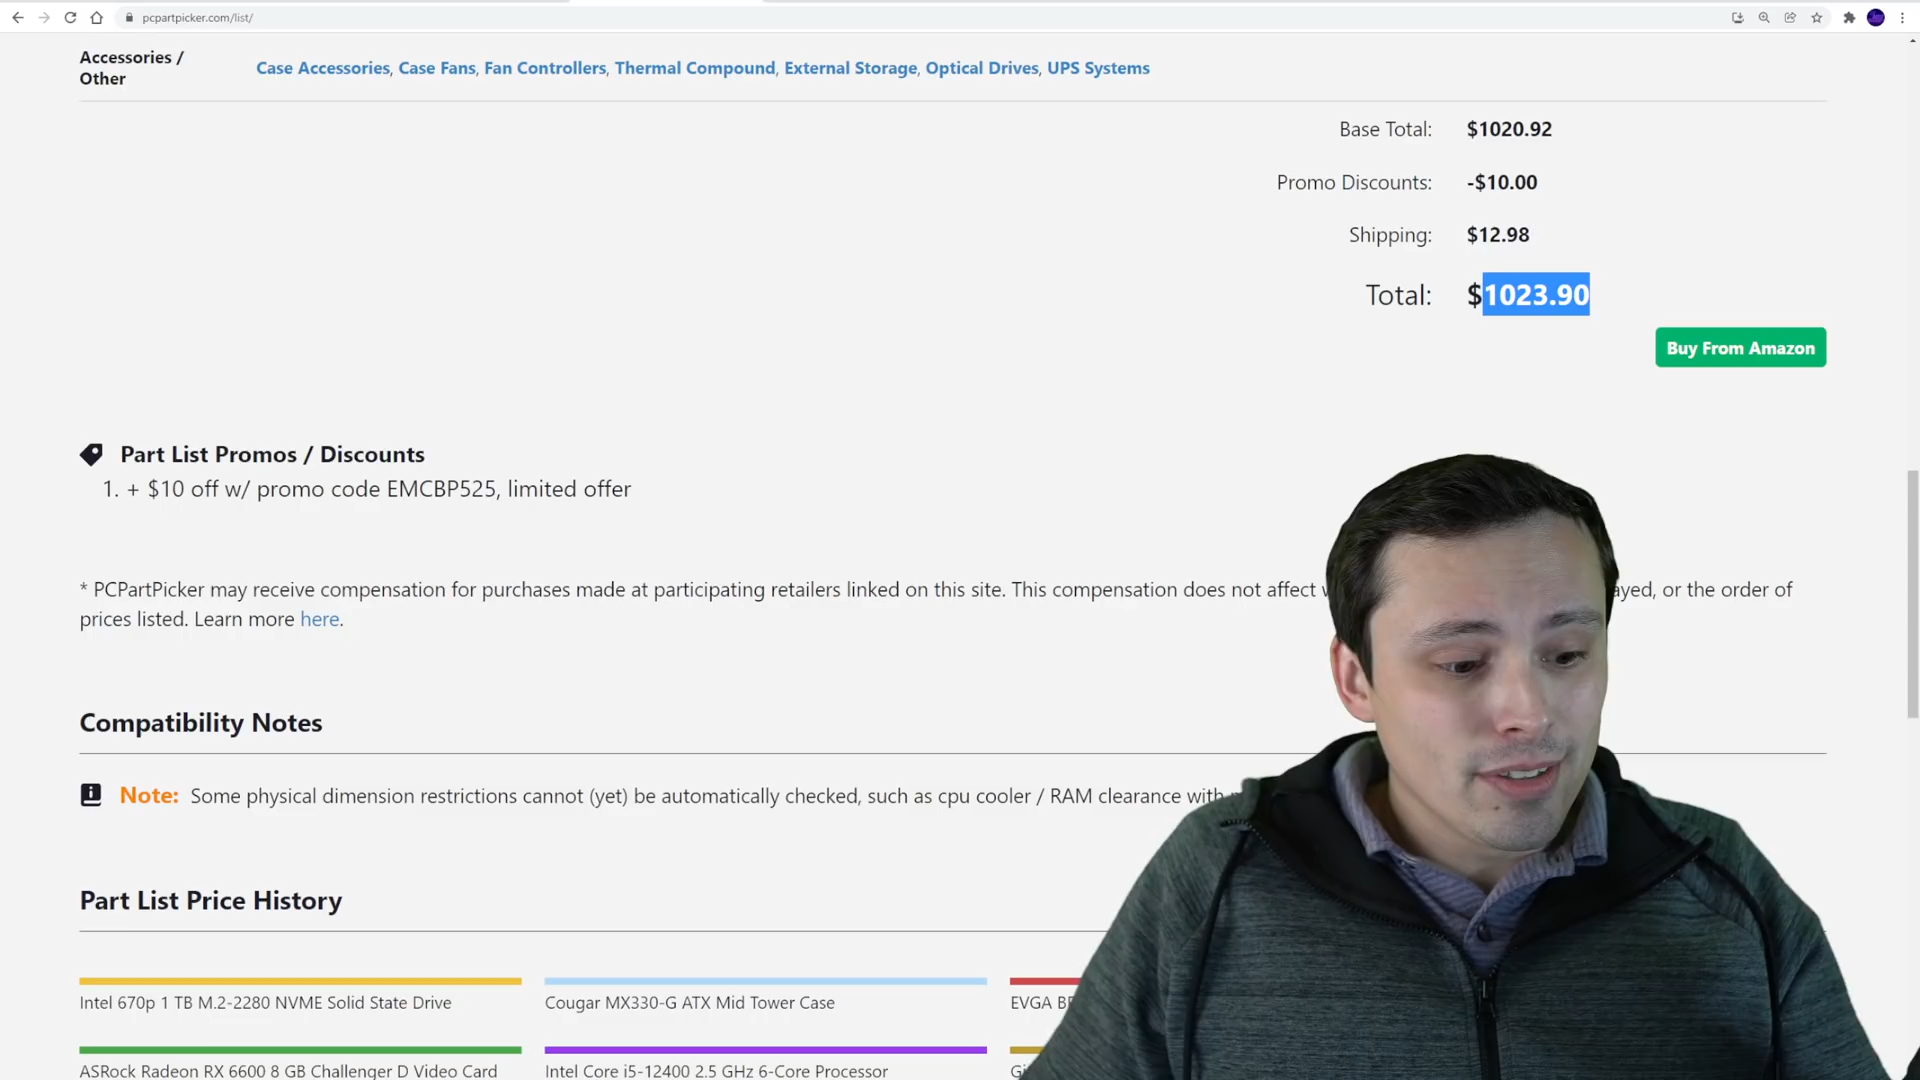 pcpartpicker.com/list/
Accessories /
Other
Case Accessories, Case Fans, Fan Controllers, Thermal Compound, External Storage, Optical Drives, UPS Systems
Base Total: $1020.92
Promo Discounts: -$10.00
Shipping: $12.98
Total: $1023.90
Buy From Amazon
Part List Promos / Discounts
1. + $10 off w/ promo code EMCBP525, limited offer
* PCPartPicker may receive compensation for purchases made at participating retailers linked on this site. This compensation does not affect or the order of
prices listed. Learn more here.
Compatibility Notes
Note: Some physical dimension restrictions cannot (yet) be automatically checked, such as cpu cooler / RAM clearance with
Part List Price History
Intel 670p 1 TB M.2-2280 NVME Solid State Drive
Cougar MX330-G ATX Mid Tower Case
EVGA
ASRock Radeon RX 6600 8 GB Challenger D Video Card
Intel Core i5-12400 2.5 GHz 6-Core Processor